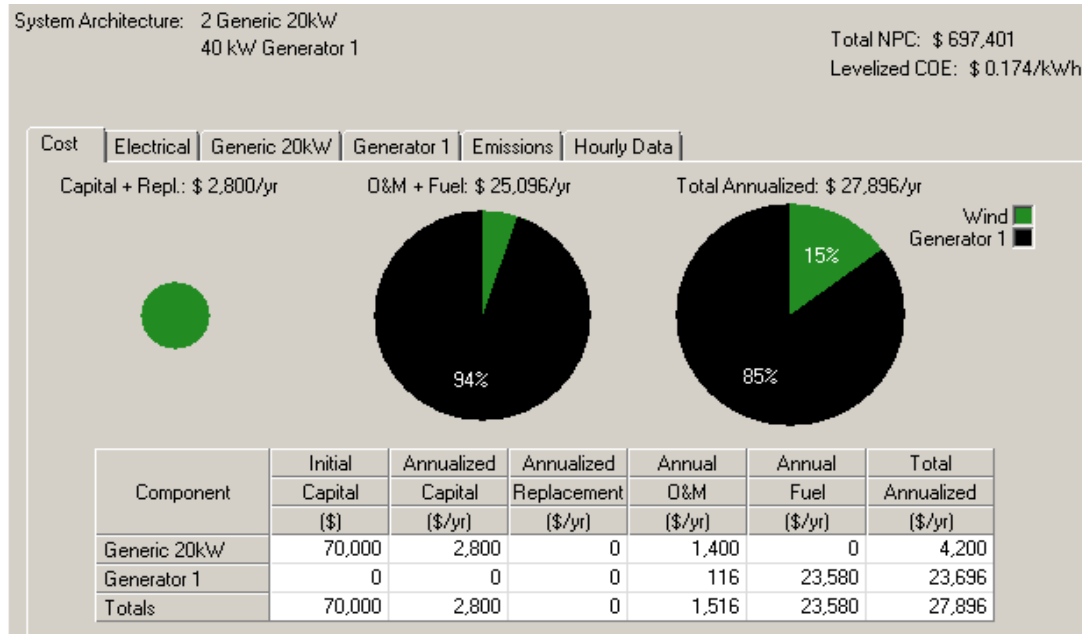 System Architecture: 2 Generic 20kW
40 kW Generator 1
Total NPC: $ 697,401
Levelized COE: $ 0.174/kWh
Cost Electrical Generic 20kW Generator 1 Emissions Hourly Data
Capital + Repl.: $ 2,800/yr O&M + Fuel: $ 25,096/yr Total Annualized: $ 27,896/yr
Wind
Generator 1
15%
94% 85%
Initial Annualized Annualized Annual Annual Total
Component Capital Capital Replacement O&M Fuel Annualized
($) ($/yr) ($/yr) ($/yr) ($/yr) ($/yr)
Generic 20kW 70,000 2,800 0 1,400 0 4,200
Generator 1 0 0 0 116 23,580 23,696
Totals 70,000 2,800 0 1,516 23,580 27,896